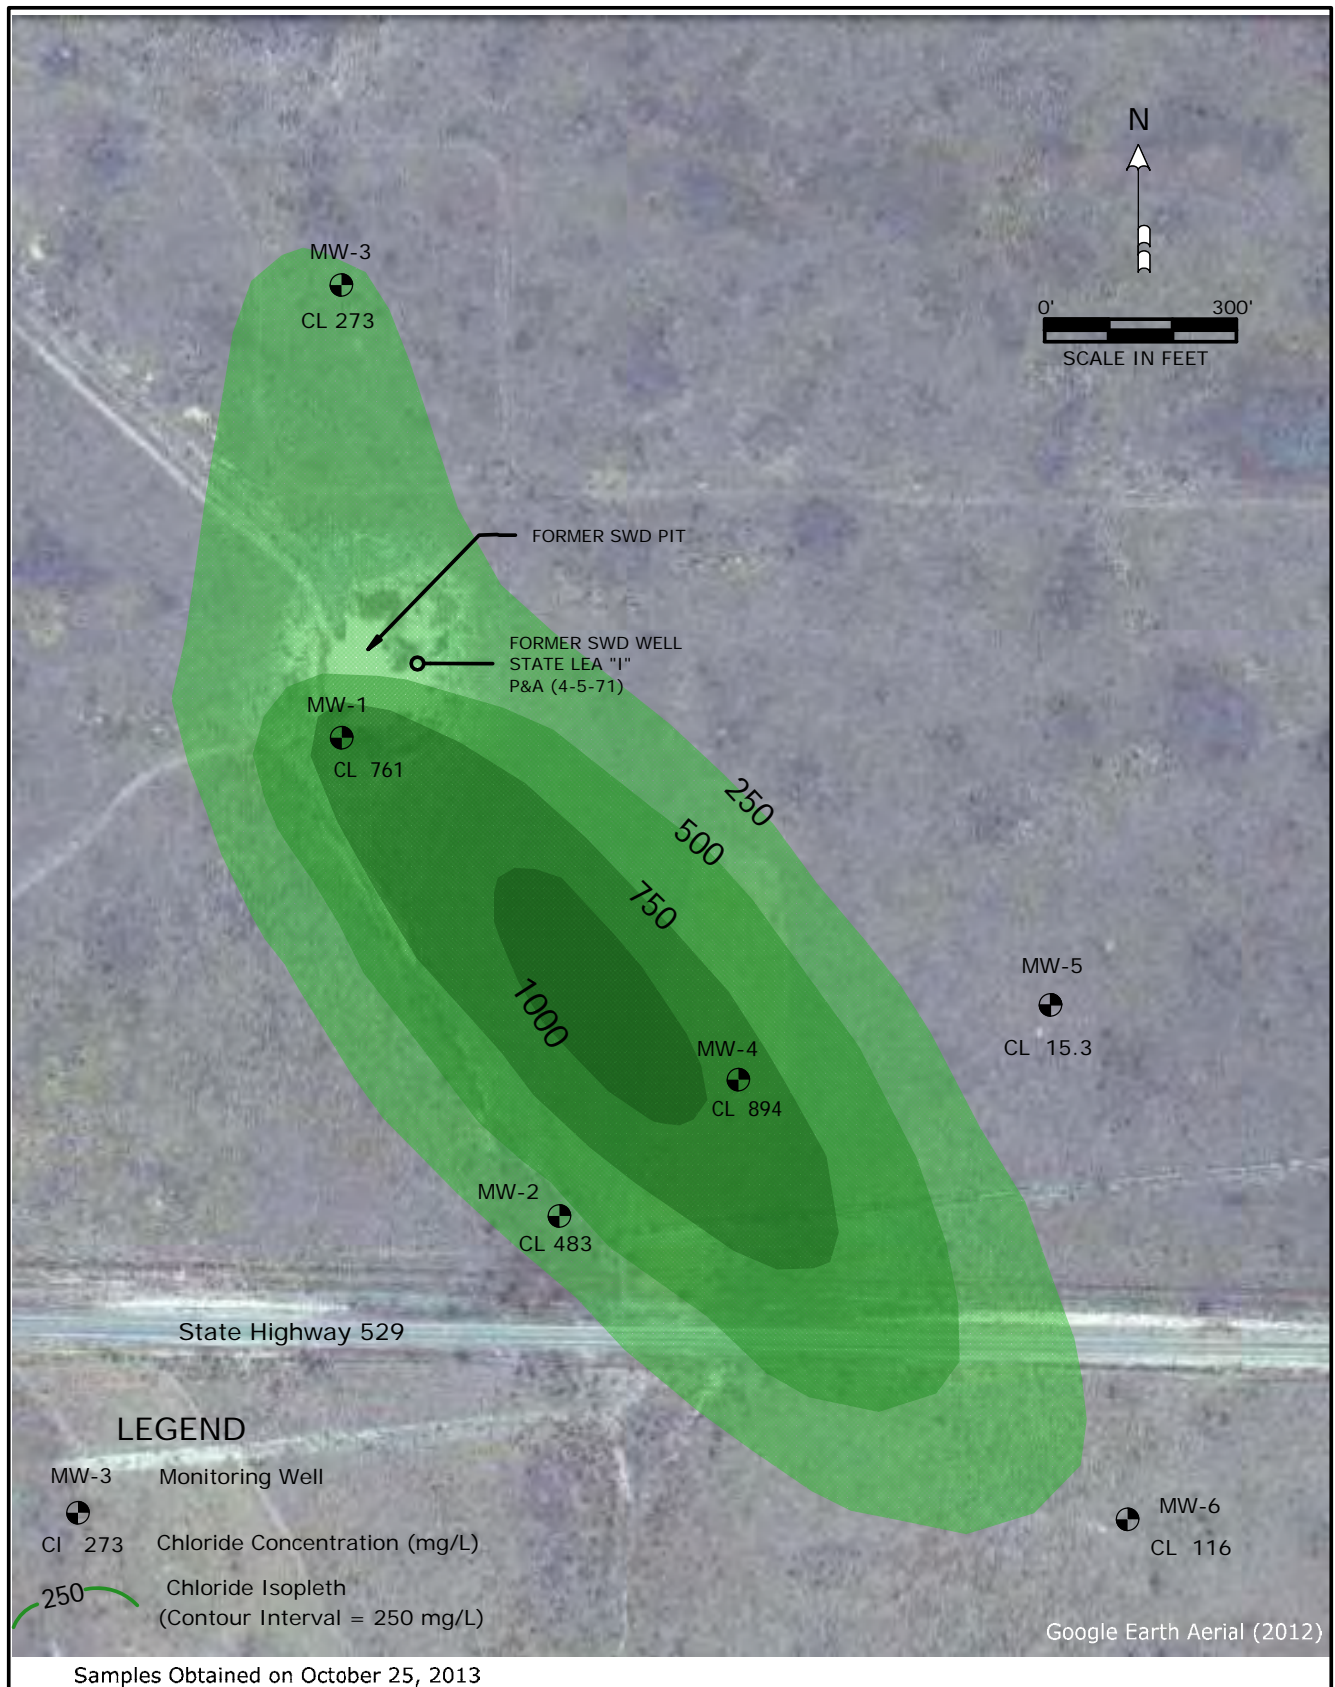 N
0' 300'
SCALE IN FEET
MW-3
CL 273
FORMER SWD PIT
FORMER SWD WELL
STATE LEA "I"
P&A (4-5-71)
MW-1
CL 761
250
500
750
1000
MW-5
CL 15.3
MW-4
CL 894
MW-2
CL 483
State Highway 529
LEGEND
MW-3 Monitoring Well
Cl 273 Chloride Concentration (mg/L)
250 Chloride Isopleth
(Contour Interval = 250 mg/L)
MW-6
CL 116
Google Earth Aerial (2012)
Samples Obtained on October 25, 2013